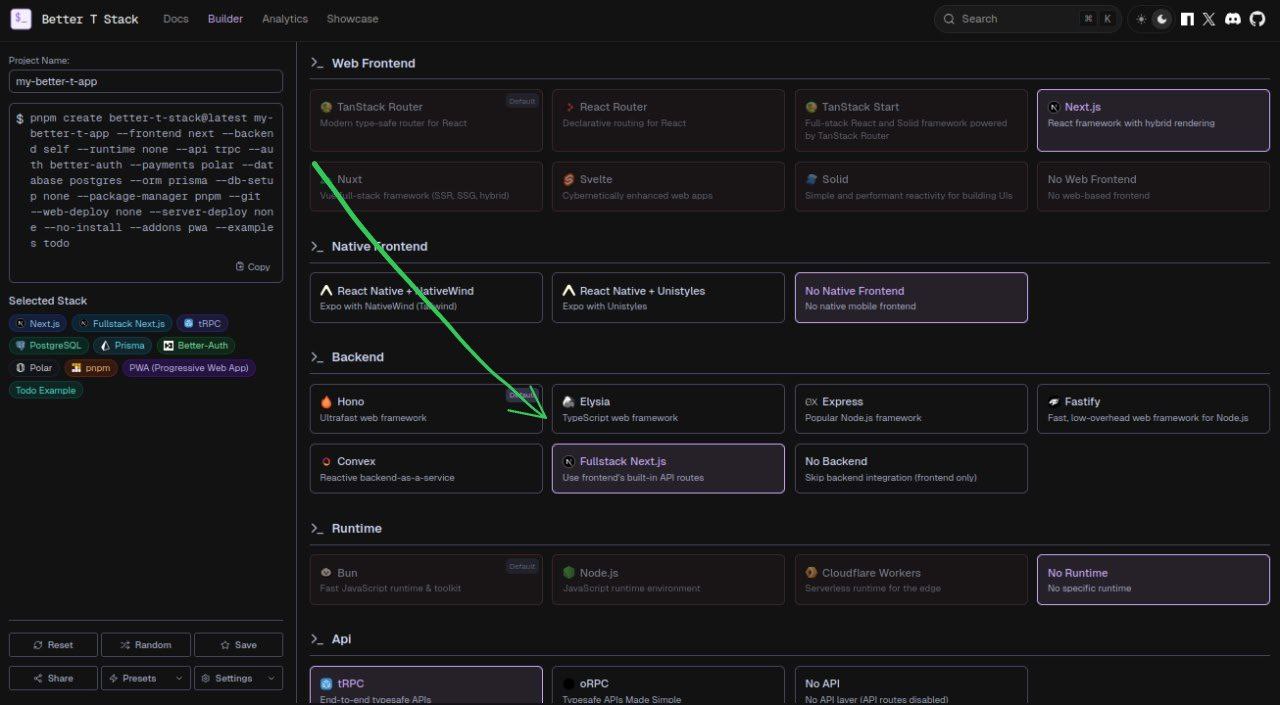 $_ Better T Stack
Docs
Builder
Analytics
Showcase
Search
⌘ K
Project Name:
my-better-t-app
$ pnpm create better-t-stack@latest my-
better-t-app --frontend next --backen
d self --runtime none --api trpc --au
th better-auth --payments polar --dat
abase postgres --orm prisma --db-setu
p none --package-manager pnpm --git
--web-deploy none --server-deploy non
e --no-install --addons pwa --example
s todo
Copy
Selected Stack
Next.js
Fullstack Next.js
tRPC
PostgreSQL
Prisma
Better-Auth
Polar
pnpm
PWA (Progressive Web App)
Todo Example
Reset
Random
Save
Share
Presets
Settings
>_ Web Frontend
TanStack Router
Default
Modern type-safe router for React
React Router
Declarative routing for React
TanStack Start
Full-stack React and Solid framework powered
by TanStack Router
Next.js
React framework with hybrid rendering
Nuxt
Vue full-stack framework (SSR, SSG, hybrid)
Svelte
Cybernetically enhanced web apps
Solid
Simple and performant reactivity for building UIs
No Web Frontend
No web-based frontend
>_ Native Frontend
React Native + NativeWind
Expo with NativeWind (Tailwind)
React Native + Unistyles
Expo with Unistyles
No Native Frontend
No native mobile frontend
>_ Backend
Hono
Default
Ultrafast web framework
Elysia
TypeScript web framework
ex Express
Popular Node.js framework
Fastify
Fast, low-overhead web framework for Node.js
Convex
Reactive backend-as-a-service
Fullstack Next.js
Use frontend's built-in API routes
No Backend
Skip backend integration (frontend only)
>_ Runtime
Bun
Default
Fast JavaScript runtime & toolkit
Node.js
JavaScript runtime environment
Cloudflare Workers
Serverless runtime for the edge
No Runtime
No specific runtime
>_ Api
tRPC
End-to-end typesafe APIs
oRPC
Typesafe APIs Made Simple
No API
No API layer (API routes disabled)